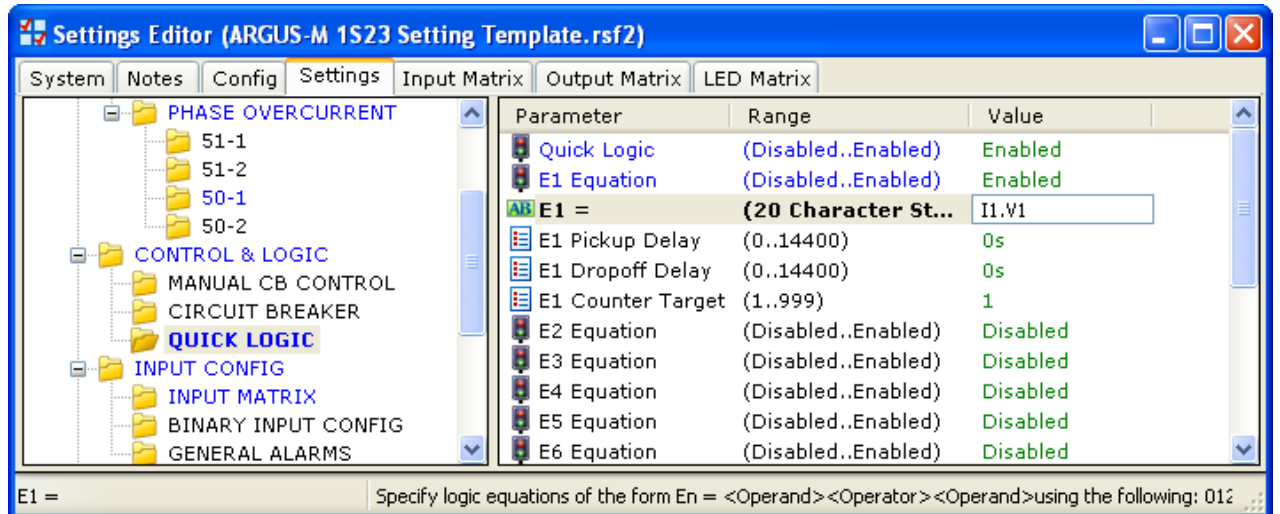 Settings Editor (ARGUS-M 1S23 Setting Template.rsf2)
System Notes Config Settings Input Matrix Output Matrix LED Matrix
PHASE OVERCURRENT
51-1
51-2
50-1
50-2
CONTROL & LOGIC
MANUAL CB CONTROL
CIRCUIT BREAKER
QUICK LOGIC
INPUT CONFIG
INPUT MATRIX
BINARY INPUT CONFIG
GENERAL ALARMS
Parameter Range Value
Quick Logic (Disabled..Enabled) Enabled
E1 Equation (Disabled..Enabled) Enabled
AB E1 = (20 Character St... I1.V1
E1 Pickup Delay (0..14400) 0s
E1 Dropoff Delay (0..14400) 0s
E1 Counter Target (1..999) 1
E2 Equation (Disabled..Enabled) Disabled
E3 Equation (Disabled..Enabled) Disabled
E4 Equation (Disabled..Enabled) Disabled
E5 Equation (Disabled..Enabled) Disabled
E6 Equation (Disabled..Enabled) Disabled
E1 = Specify logic equations of the form En = <Operand><Operator><Operand>using the following: 012